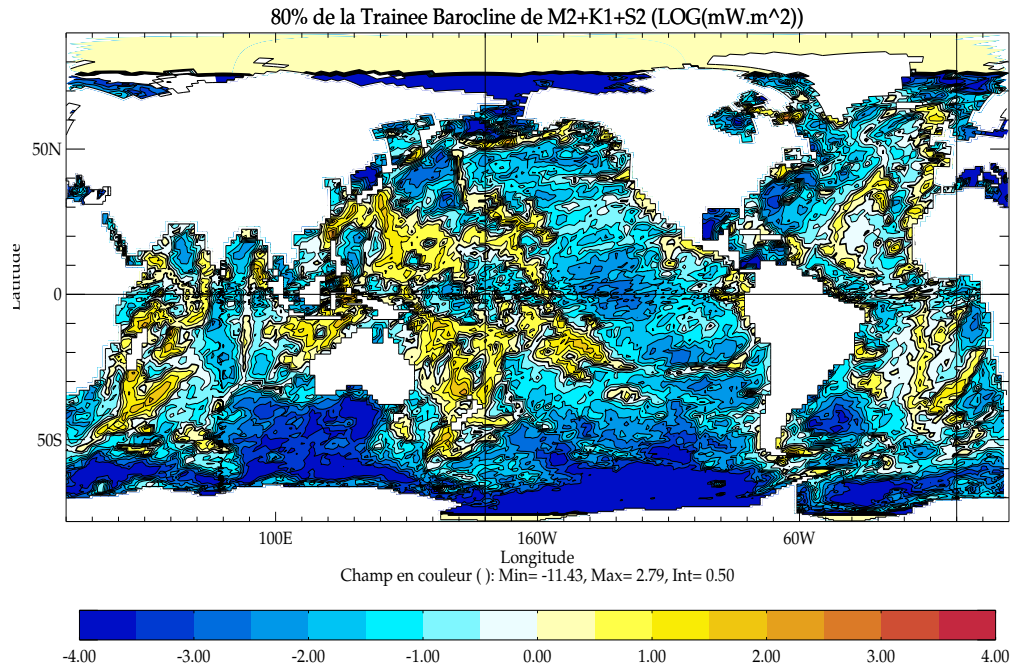 80% de la Trainee Barocline de M2+K1+S2 (LOG(mW.m^2))
50N
0
50S
Latitude
100E 160W 60W
Longitude
Champ en couleur ( ): Min= -11.43, Max= 2.79, Int= 0.50
-4.00 -3.00 -2.00 -1.00 0.00 1.00 2.00 3.00 4.00